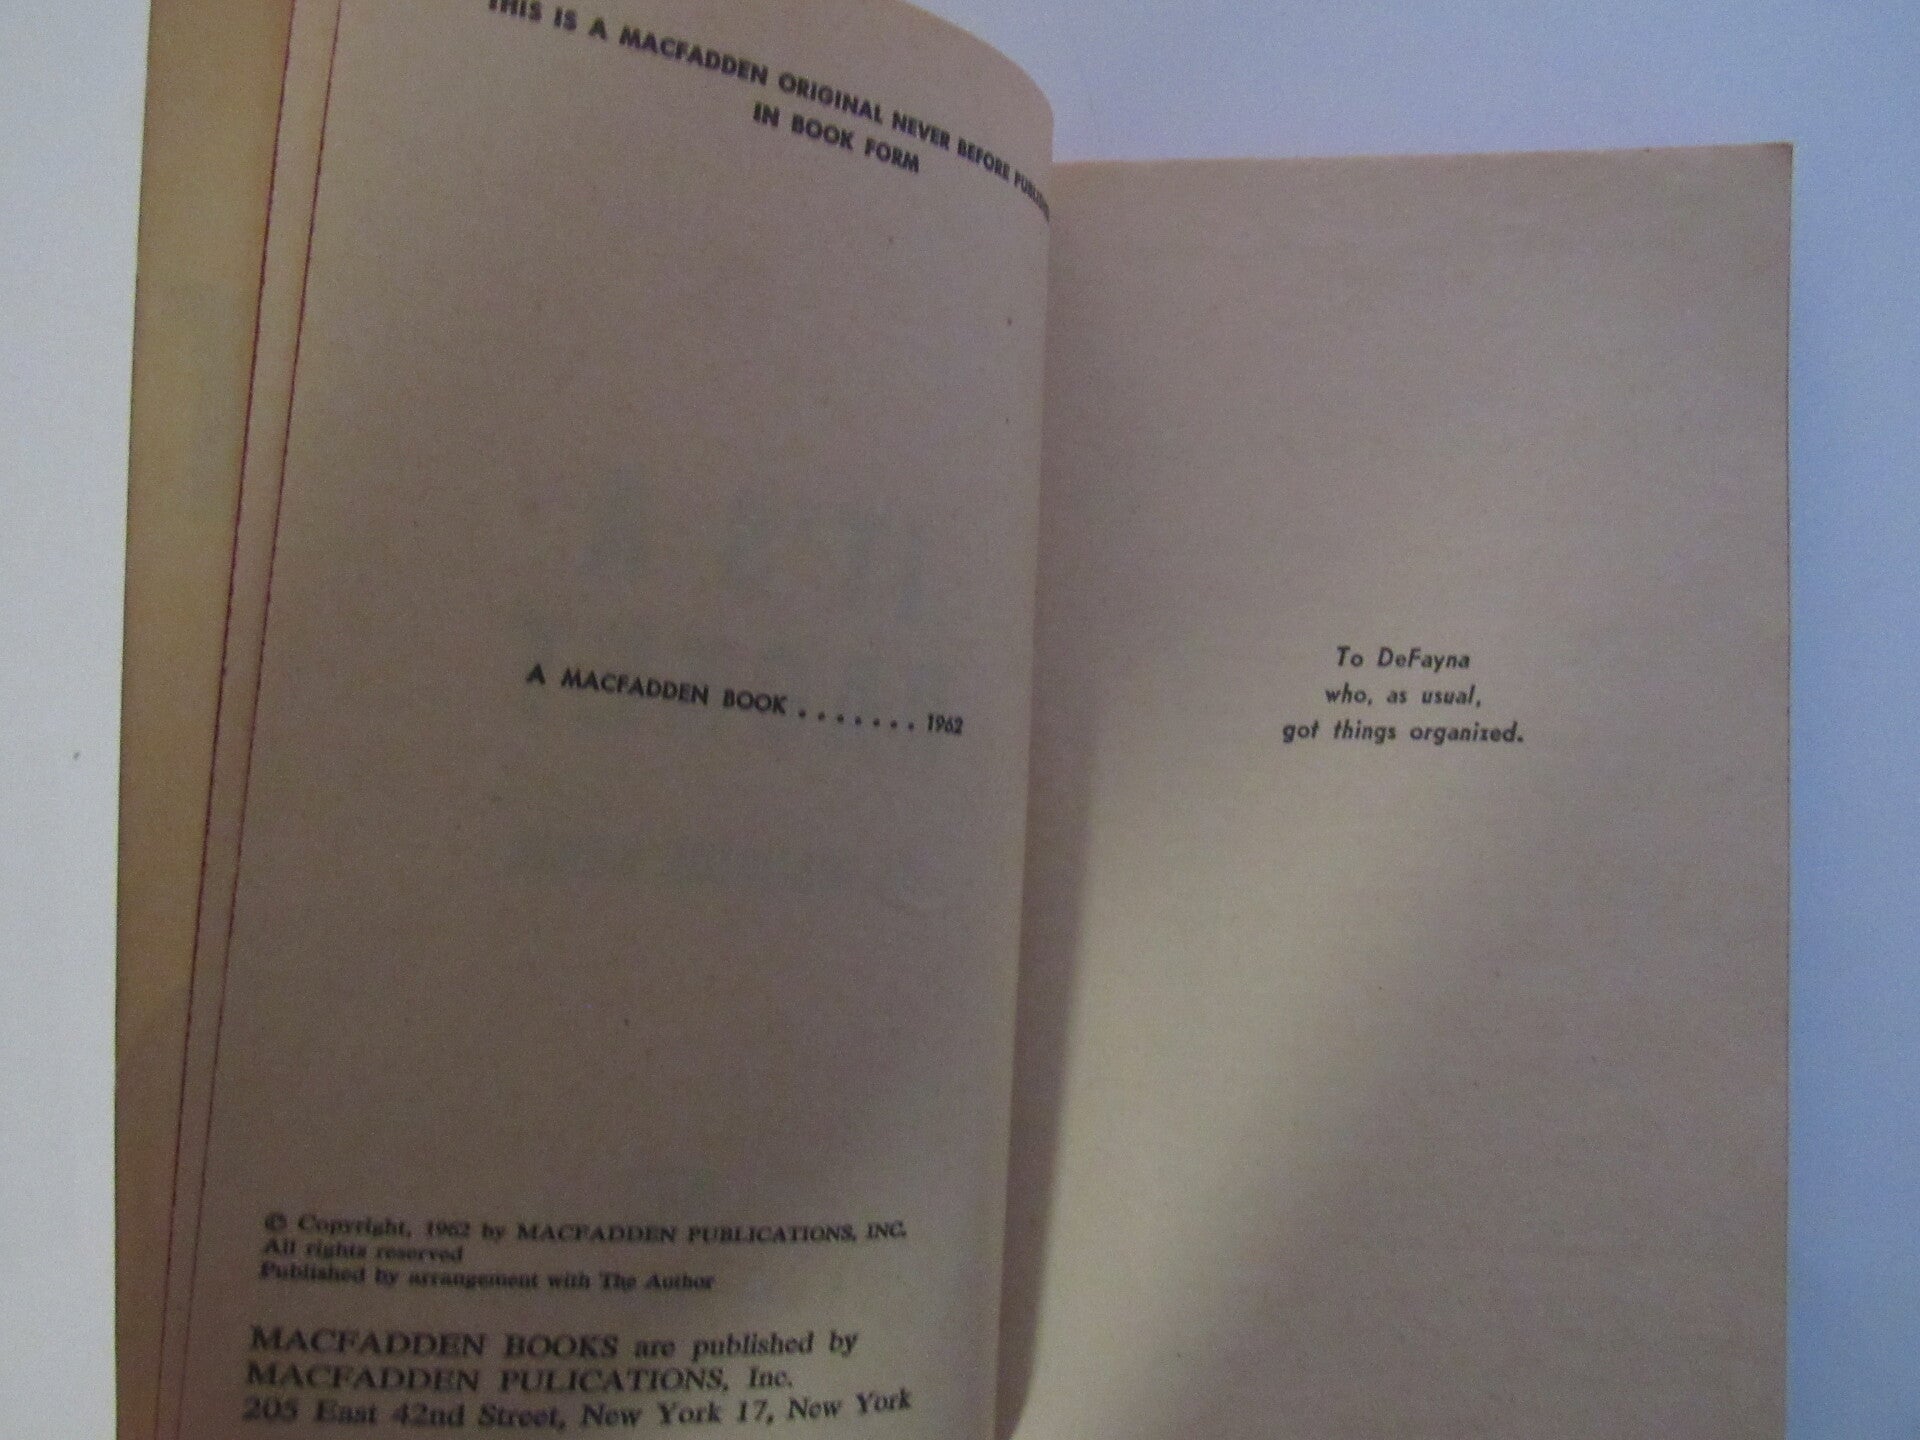 THIS IS A MACFADDEN ORIGINAL NEVER BEFORE
IN BOOK FORM
A MACFADDEN BOOK . . . . . . . 1962
© Copyright, 1962 by MACFADDEN PUBLICATIONS, INC.
All rights reserved
Published by arrangement with The Author
MACFADDEN BOOKS are published by
MACFADDEN PULICATIONS, Inc.
205 East 42nd Street, New York 17, New York
To DeFayna
who, as usual,
got things organized.